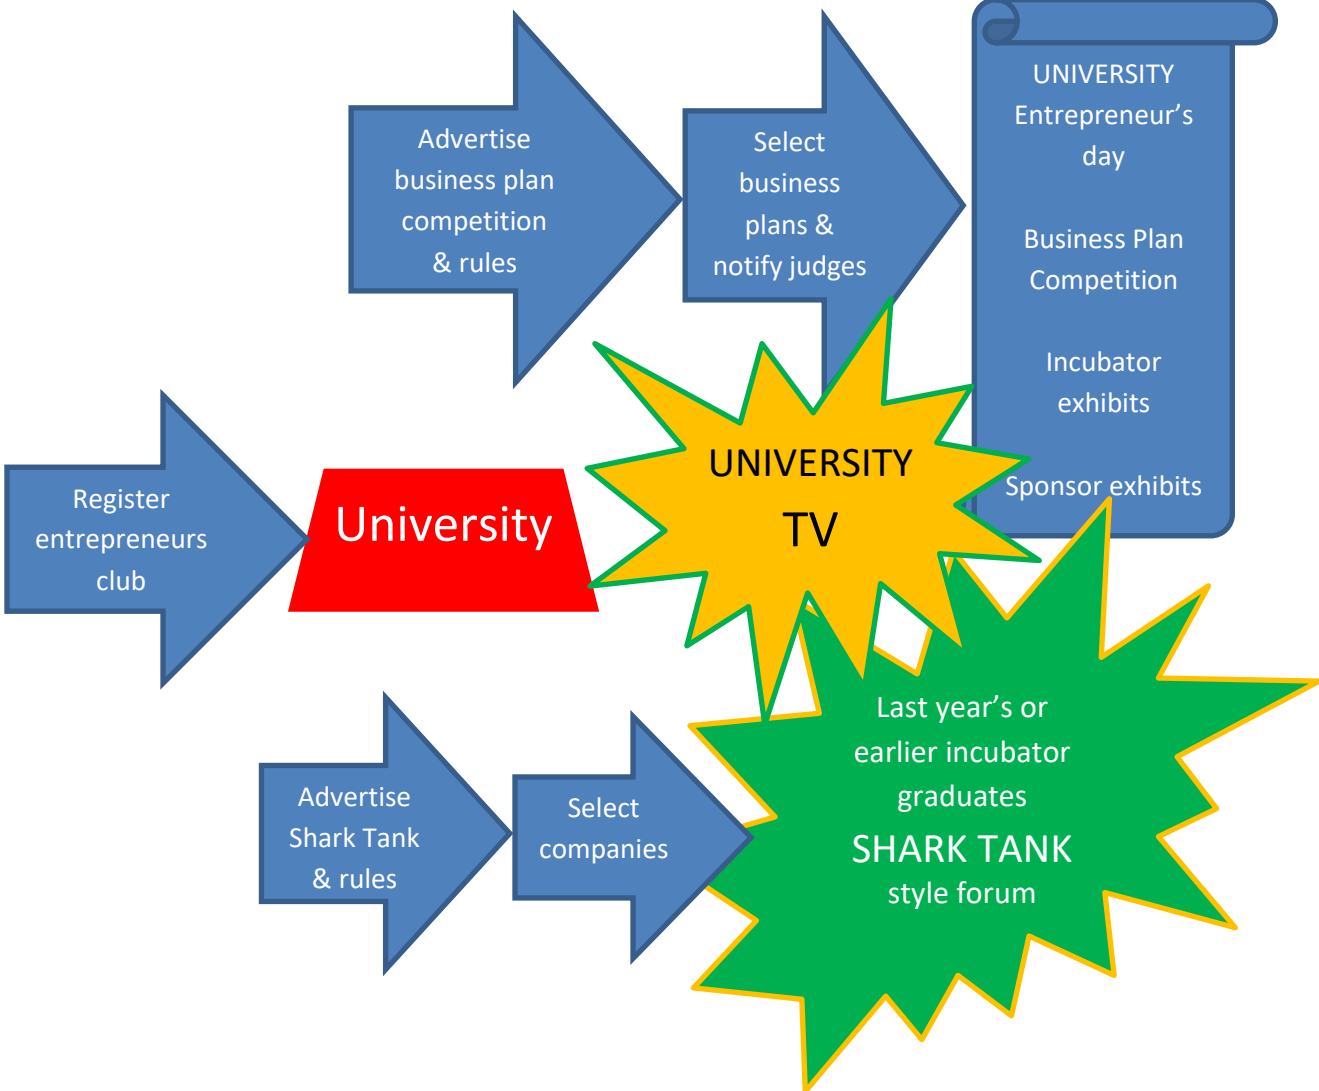 Advertise
business plan
competition
& rules
Select
business
plans &
notify judges
UNIVERSITY
Entrepreneur’s
day
Business Plan
Competition
Incubator
exhibits
Sponsor exhibits
Register
entrepreneurs
club
University
UNIVERSITY
TV
Advertise
Shark Tank
& rules
Select
companies
Last year’s or
earlier incubator
graduates
SHARK TANK
style forum